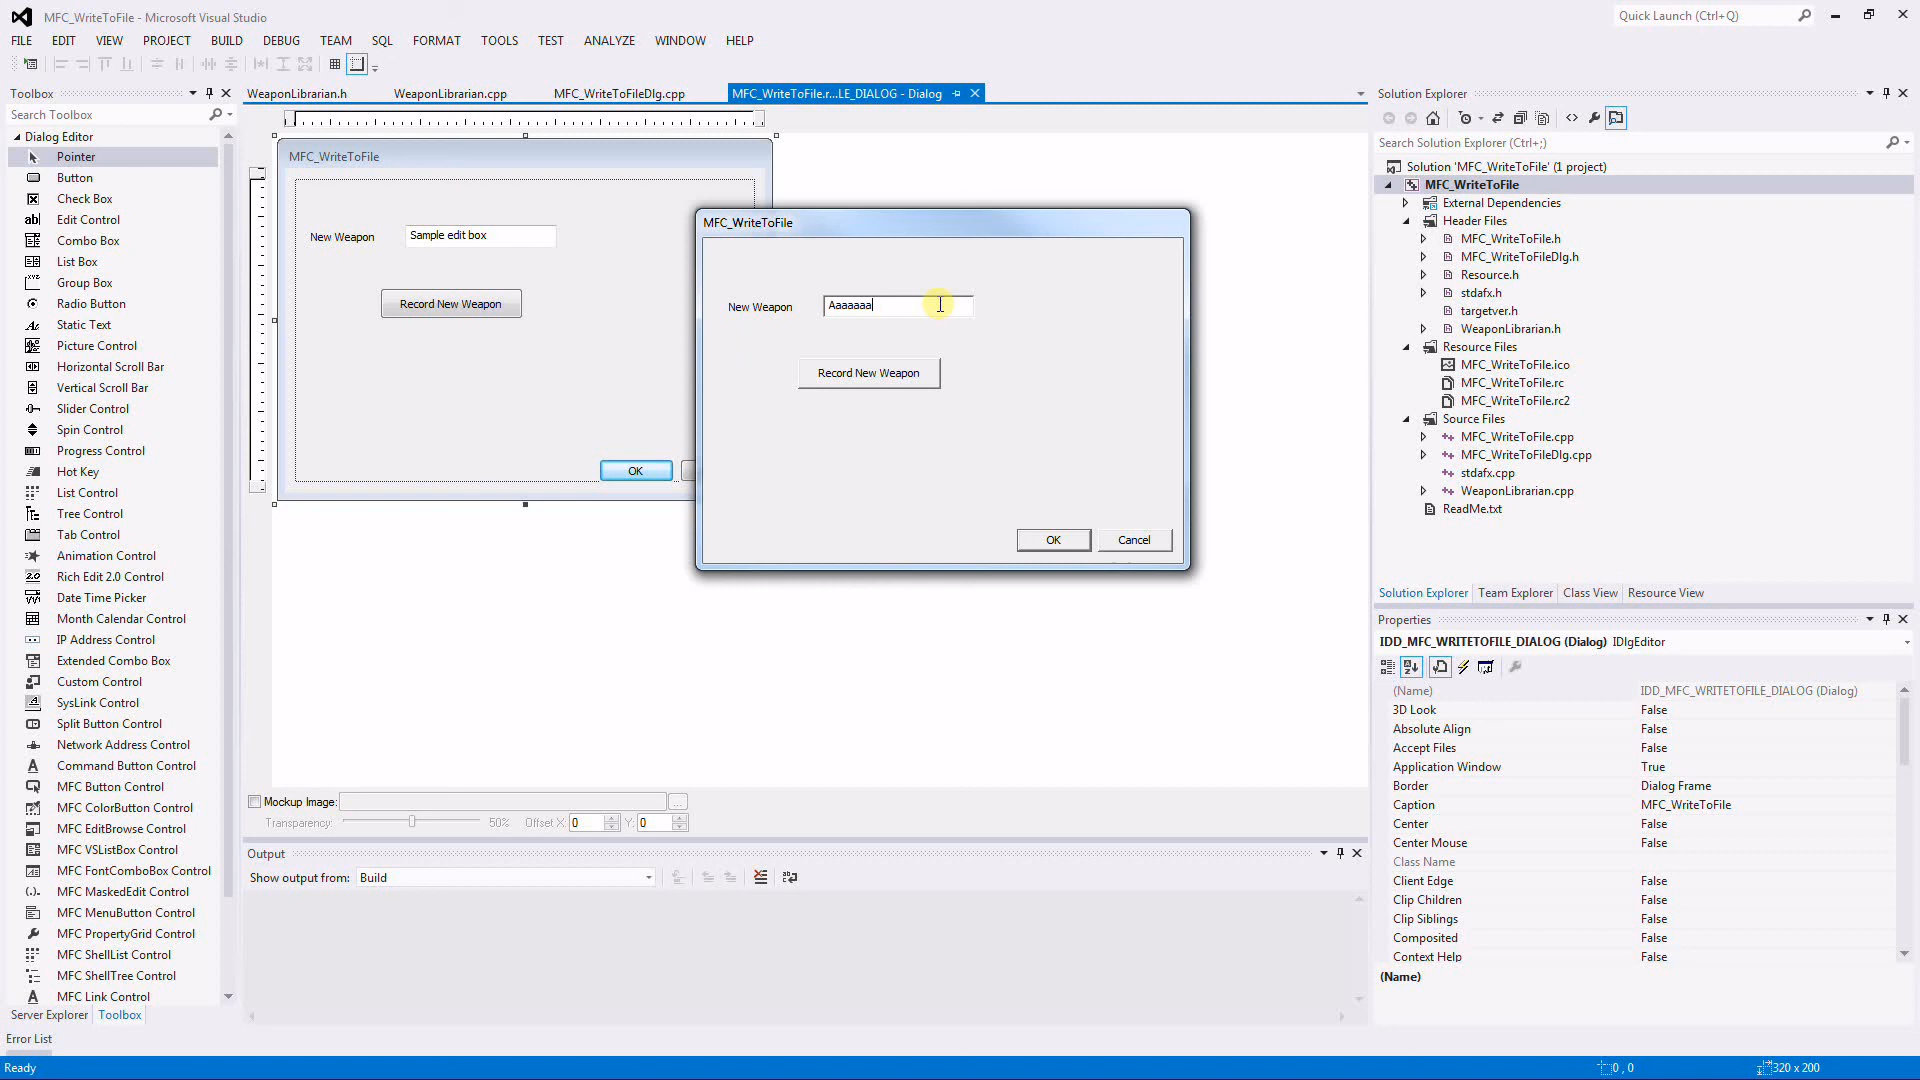 MFC_WriteToFile - Microsoft Visual Studio
Quick Launch (Ctrl+Q)
FILE EDIT VIEW PROJECT BUILD DEBUG TEAM SQL FORMAT TOOLS TEST ANALYZE WINDOW HELP
Toolbox
Search Toolbox
Dialog Editor
Pointer
Button
Check Box
Edit Control
Combo Box
List Box
Group Box
Radio Button
Static Text
Picture Control
Horizontal Scroll Bar
Vertical Scroll Bar
Slider Control
Spin Control
Progress Control
Hot Key
List Control
Tree Control
Tab Control
Animation Control
Rich Edit 2.0 Control
Date Time Picker
Month Calendar Control
IP Address Control
Extended Combo Box
Custom Control
SysLink Control
Split Button Control
Network Address Control
Command Button Control
MFC Button Control
MFC ColorButton Control
MFC EditBrowse Control
MFC VSListBox Control
MFC FontComboBox Control
MFC MaskedEdit Control
MFC MenuButton Control
MFC PropertyGrid Control
MFC ShellList Control
MFC ShellTree Control
MFC Link Control
Server Explorer Toolbox
WeaponLibrarian.h WeaponLibrarian.cpp MFC_WriteToFileDlg.cpp MFC_WriteToFile.r...LE_DIALOG - Dialog
MFC_WriteToFile
New Weapon Sample edit box
Record New Weapon
OK
MFC_WriteToFile
New Weapon Aaaaaaa
Record New Weapon
OK Cancel
Mockup Image: ...
Transparency: 50% Offset X: 0 Y: 0
Output
Show output from: Build
Solution Explorer
Search Solution Explorer (Ctrl+;)
Solution 'MFC_WriteToFile' (1 project)
MFC_WriteToFile
External Dependencies
Header Files
MFC_WriteToFile.h
MFC_WriteToFileDlg.h
Resource.h
stdafx.h
targetver.h
WeaponLibrarian.h
Resource Files
MFC_WriteToFile.ico
MFC_WriteToFile.rc
MFC_WriteToFile.rc2
Source Files
MFC_WriteToFile.cpp
MFC_WriteToFileDlg.cpp
stdafx.cpp
WeaponLibrarian.cpp
ReadMe.txt
Solution Explorer Team Explorer Class View Resource View
Properties
IDD_MFC_WRITETOFILE_DIALOG (Dialog) IDlgEditor
(Name) IDD_MFC_WRITETOFILE_DIALOG (Dialog)
3D Look False
Absolute Align False
Accept Files False
Application Window True
Border Dialog Frame
Caption MFC_WriteToFile
Center False
Center Mouse False
Class Name
Client Edge False
Clip Children False
Clip Siblings False
Composited False
Context Help False
(Name)
Error List
Ready 0 , 0 320 x 200